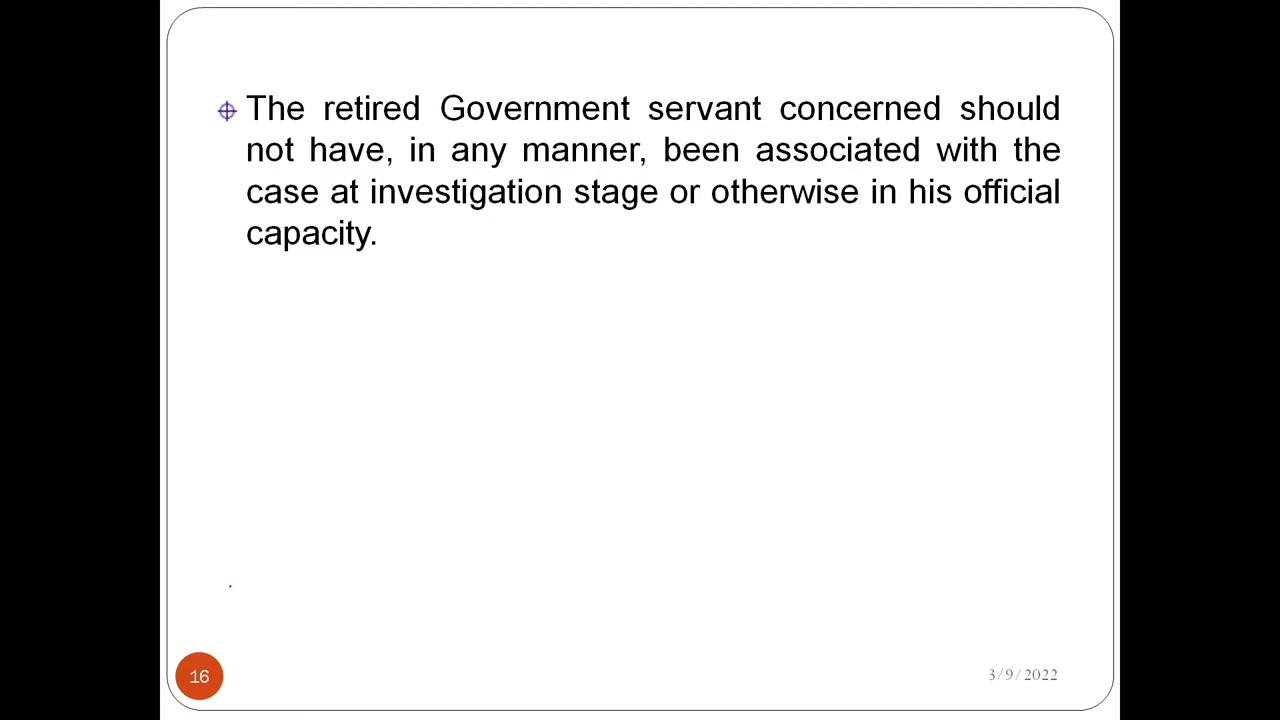 The retired Government servant concerned should
not have, in any manner, been associated with the
case at investigation stage or otherwise in his official
capacity.
16
3/9/2022